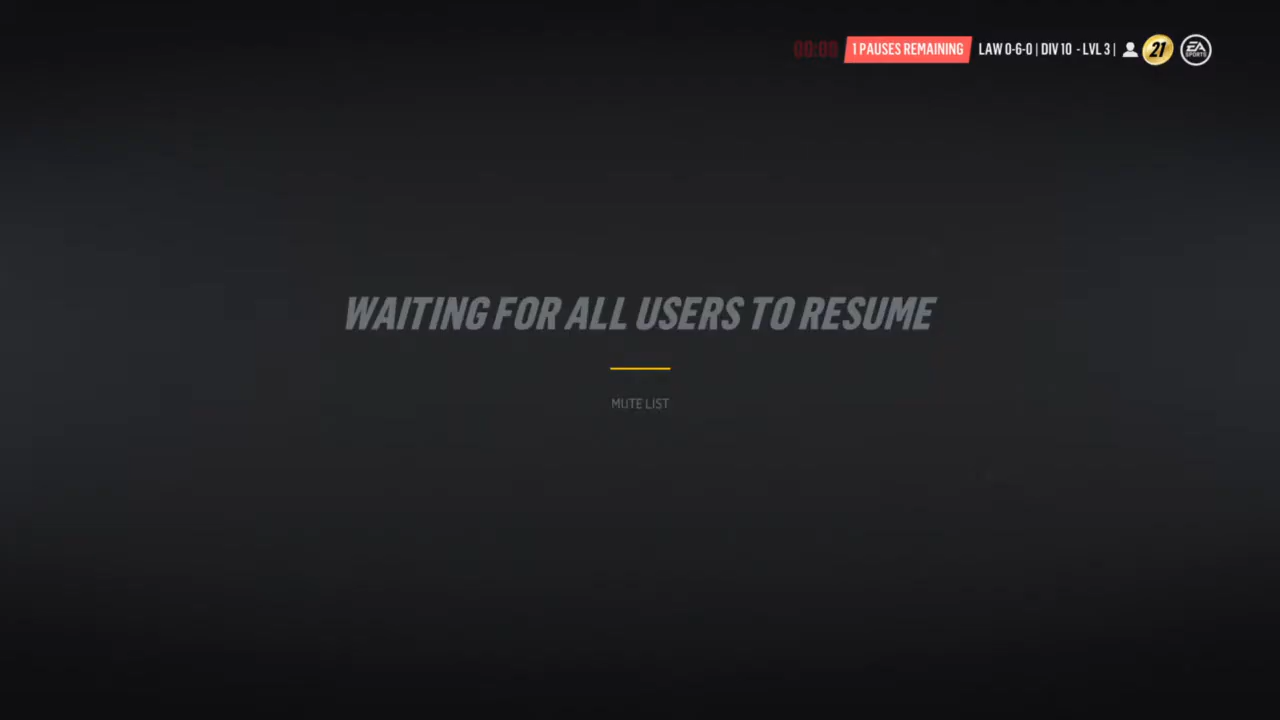 00:00 1 PAUSES REMAINING LAW 0-6-0 | DIV 10 - LVL 3 | 21 EA SPORTS
WAITING FOR ALL USERS TO RESUME
MUTE LIST